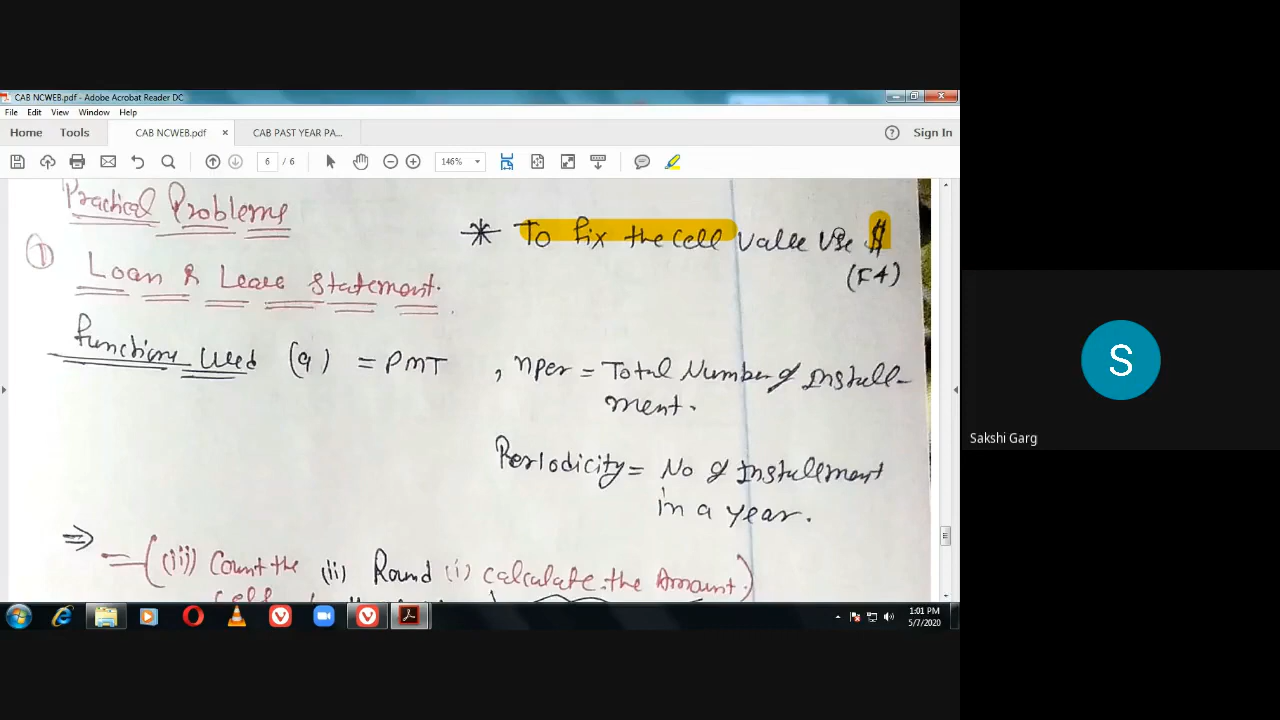 CAB NCWEB.pdf - Adobe Acrobat Reader DC
File Edit View Window Help
Home Tools CAB NCWEB.pdf × CAB PAST YEAR PA... Sign In
6 / 6 146%
Practical Problems
* To fix the cell value use $
(F4)
① Loan & Lease Statement.
Functions Used (a) = PMT , nper = Total Number of Install-
ment.
Periodicity = No of Installment
in a year.
⇒ = ((iii) Count the (ii) Round (i) calculate the Amount)
S
Sakshi Garg
1:01 PM
5/7/2020